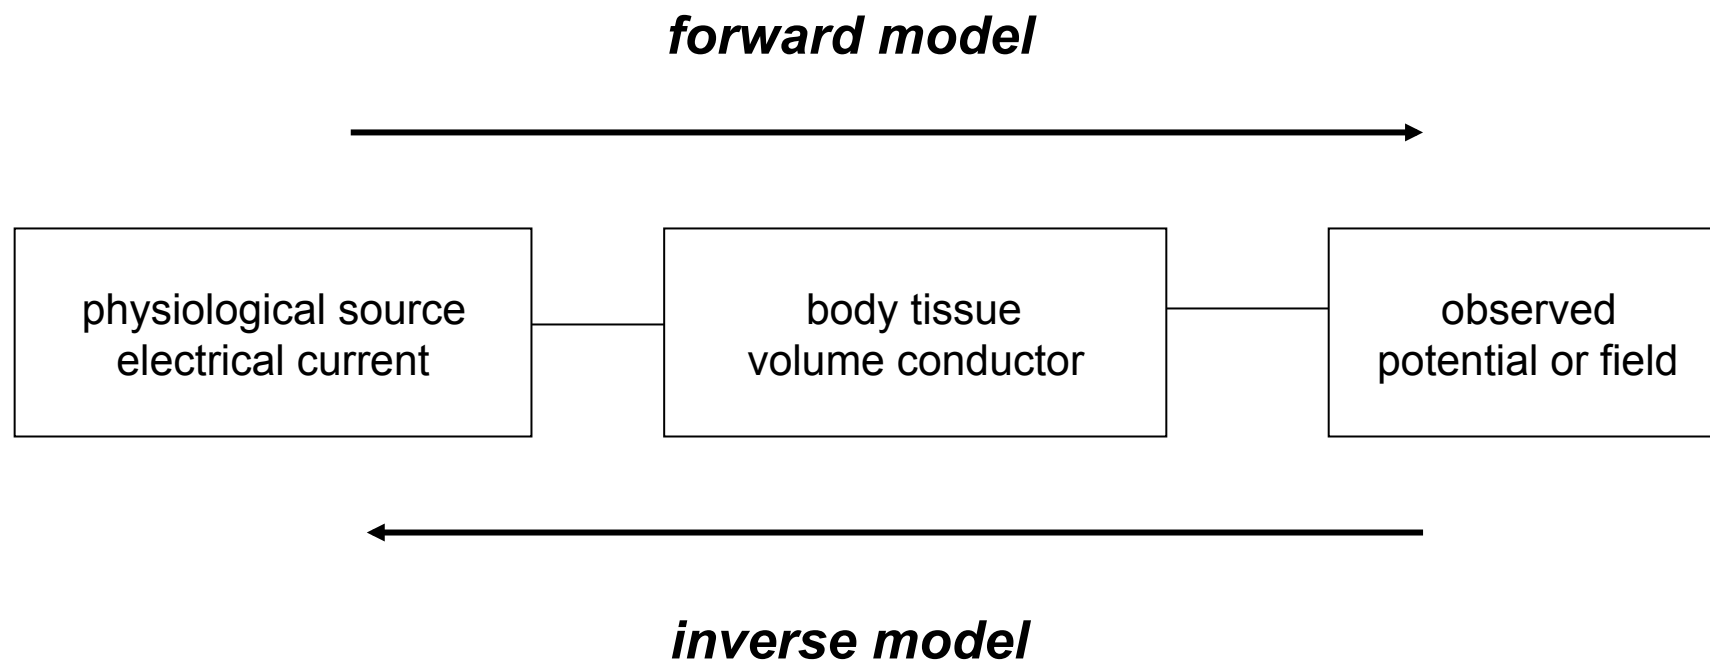 forward model
physiological source
electrical current
body tissue
volume conductor
observed
potential or field
inverse model